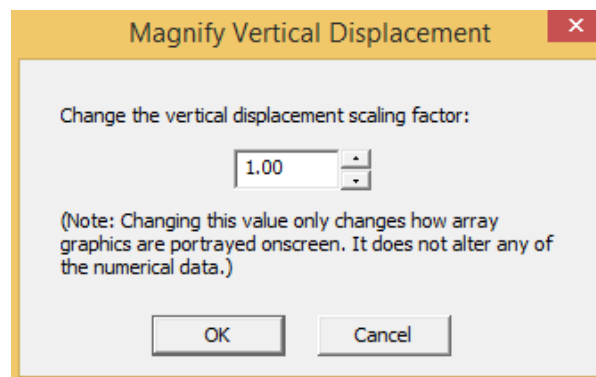 Magnify Vertical Displacement
Change the vertical displacement scaling factor:
1.00
(Note: Changing this value only changes how array
graphics are portrayed onscreen. It does not alter any of
the numerical data.)
OK
Cancel